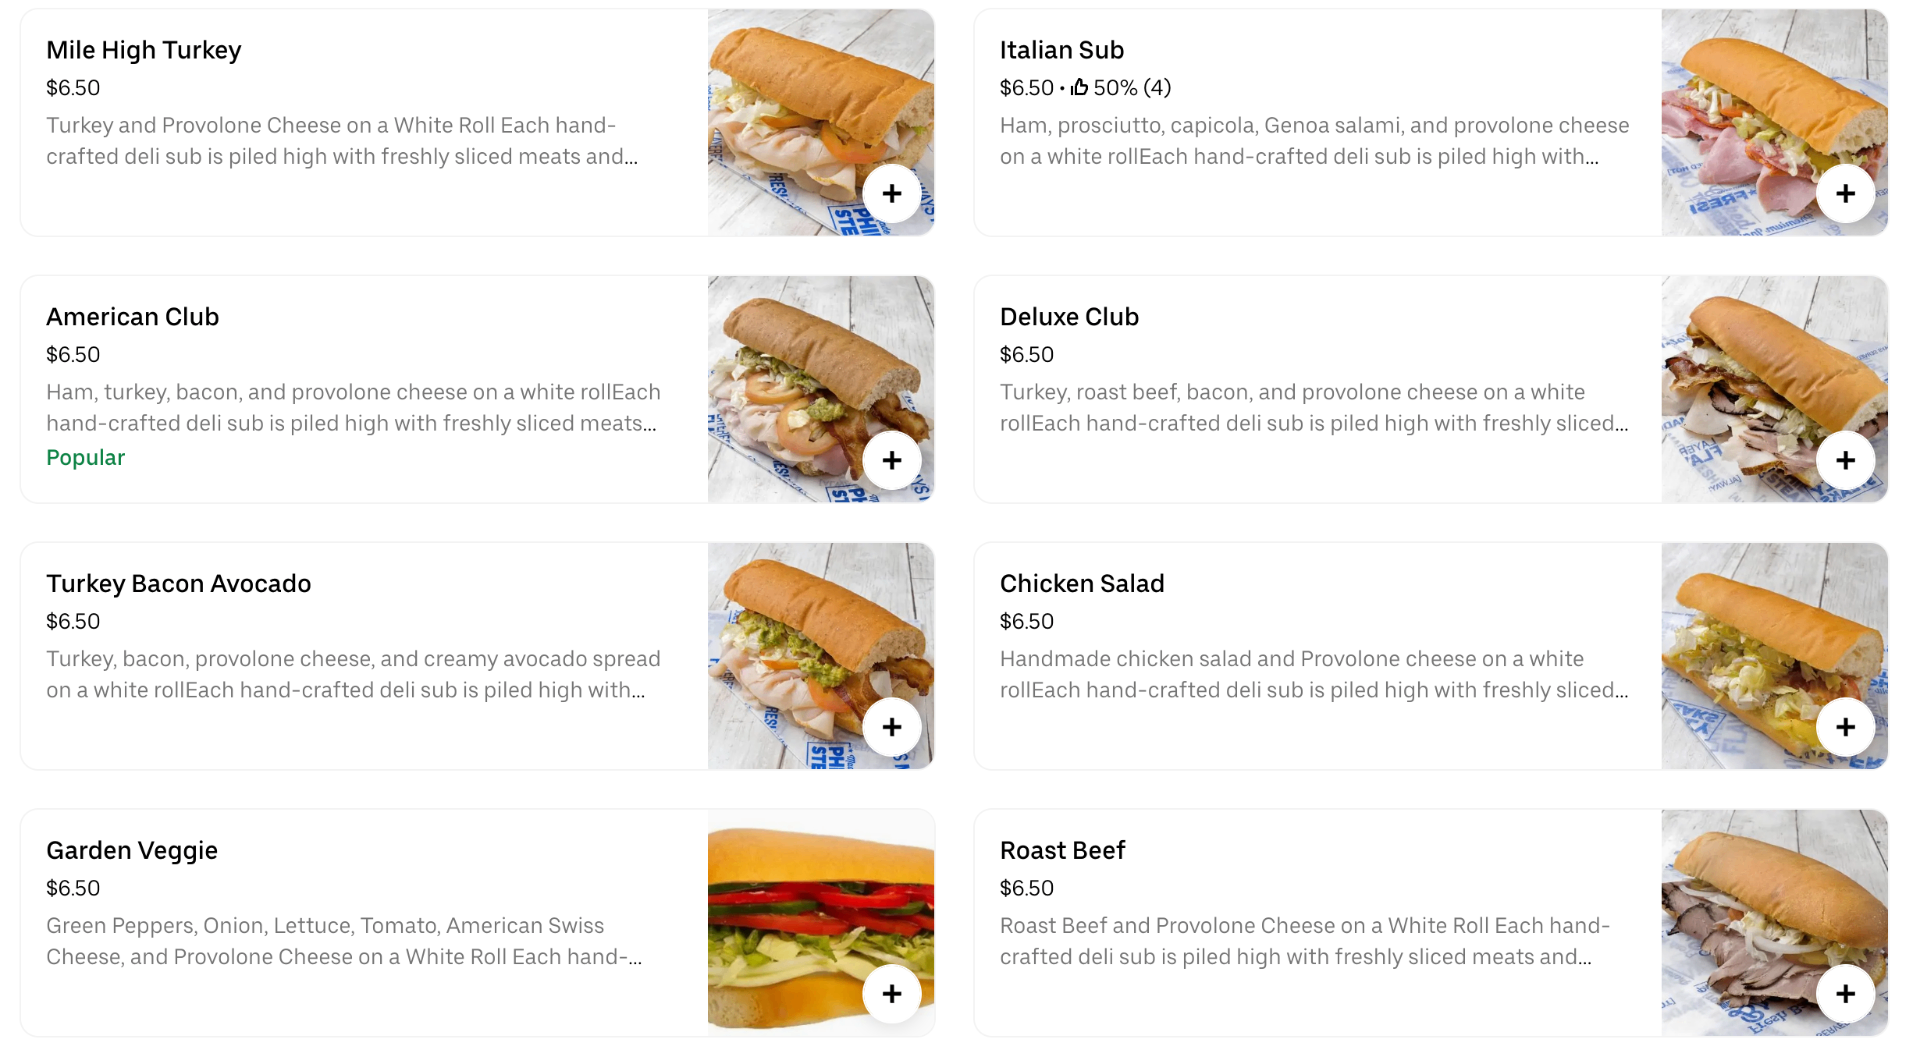 Mile High Turkey
$6.50
Turkey and Provolone Cheese on a White Roll Each hand-
crafted deli sub is piled high with freshly sliced meats and...
Italian Sub
$6.50 • 50% (4)
Ham, prosciutto, capicola, Genoa salami, and provolone cheese
on a white rollEach hand-crafted deli sub is piled high with...
American Club
$6.50
Ham, turkey, bacon, and provolone cheese on a white rollEach
hand-crafted deli sub is piled high with freshly sliced meats...
Popular
Deluxe Club
$6.50
Turkey, roast beef, bacon, and provolone cheese on a white
rollEach hand-crafted deli sub is piled high with freshly sliced...
Turkey Bacon Avocado
$6.50
Turkey, bacon, provolone cheese, and creamy avocado spread
on a white rollEach hand-crafted deli sub is piled high with...
Chicken Salad
$6.50
Handmade chicken salad and Provolone cheese on a white
rollEach hand-crafted deli sub is piled high with freshly sliced...
Garden Veggie
$6.50
Green Peppers, Onion, Lettuce, Tomato, American Swiss
Cheese, and Provolone Cheese on a White Roll Each hand-...
Roast Beef
$6.50
Roast Beef and Provolone Cheese on a White Roll Each hand-
crafted deli sub is piled high with freshly sliced meats and...